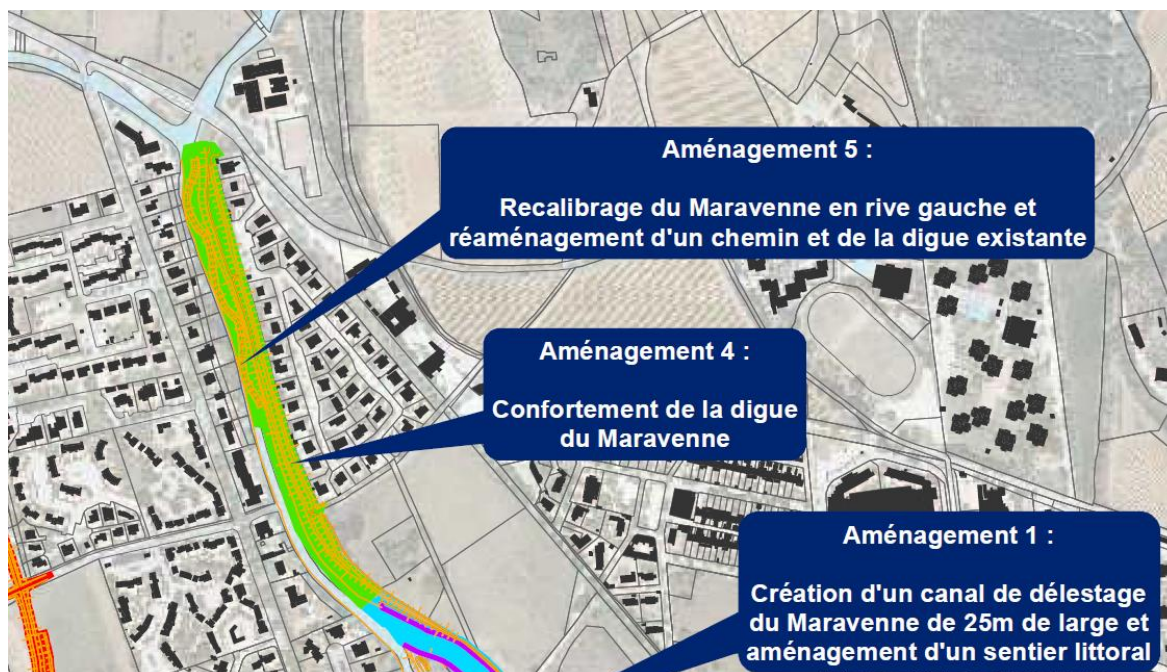 Aménagement 5 :
Recalibrage du Maravenne en rive gauche et
réaménagement d'un chemin et de la digue existante
Aménagement 4 :
Confortement de la digue
du Maravenne
Aménagement 1 :
Création d'un canal de délestage
du Maravenne de 25m de large et
aménagement d'un sentier littoral